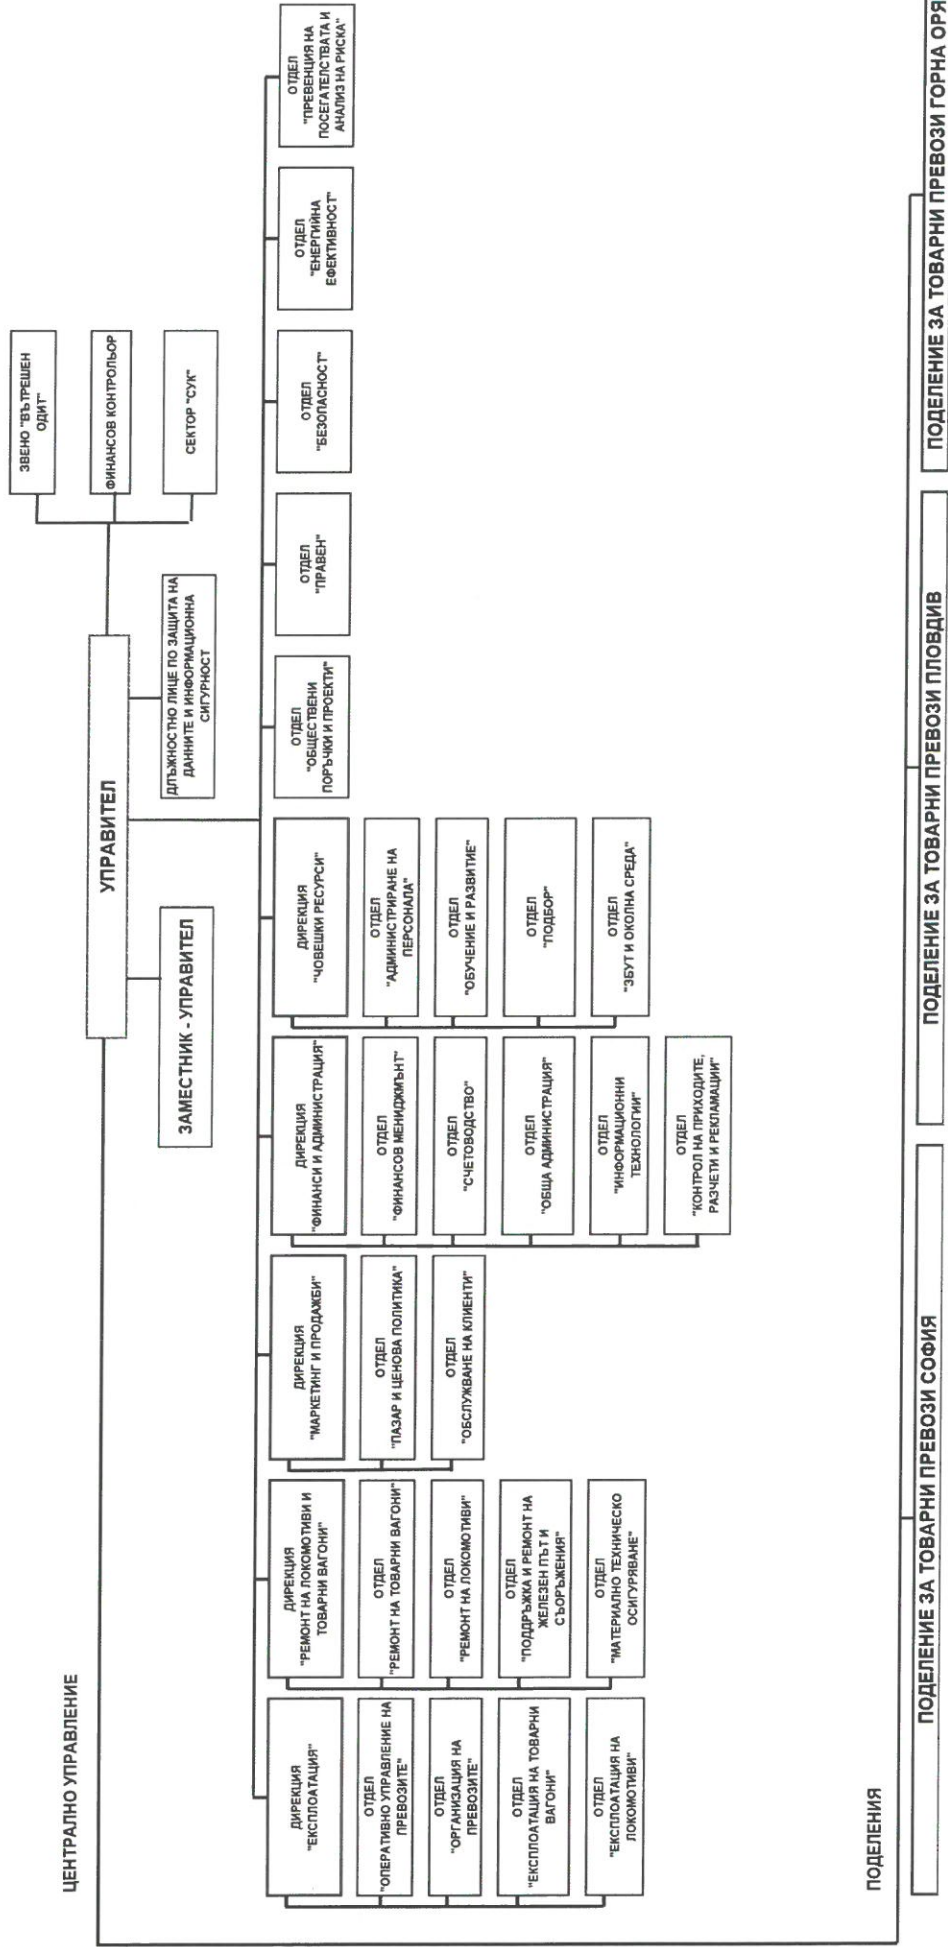 ЦЕНТРАЛНО УПРАВЛЕНИЕ
УПРАВИТЕЛ
ЗВЕНО "ВЪТРЕШЕН
ОДИТ"
ФИНАНСОВ КОНТРОЛЬОР
СЕКТОР "СУК"
ЗАМЕСТНИК - УПРАВИТЕЛ
ДЛЪЖНОСТНО ЛИЦЕ ПО ЗАЩИТА НА
ДАННИТЕ И ИНФОРМАЦИОННА
СИГУРНОСТ
ДИРЕКЦИЯ
"ЕКСПЛОАТАЦИЯ"
ОТДЕЛ
"ОПЕРАТИВНО УПРАВЛЕНИЕ НА
ПРЕВОЗИТЕ"
ОТДЕЛ
"ОРГАНИЗАЦИЯ НА
ПРЕВОЗИТЕ"
ОТДЕЛ
"ЕКСПЛОАТАЦИЯ НА ТОВАРНИ
ВАГОНИ"
ОТДЕЛ
"ЕКСПЛОАТАЦИЯ НА
ЛОКОМОТИВИ"
ДИРЕКЦИЯ
"РЕМОНТ НА ЛОКОМОТИВИ И
ТОВАРНИ ВАГОНИ"
ОТДЕЛ
"РЕМОНТ НА ТОВАРНИ ВАГОНИ"
ОТДЕЛ
"РЕМОНТ НА ЛОКОМОТИВИ"
ОТДЕЛ
"ПОДДРЪЖКА И РЕМОНТ НА
ЖЕЛЕЗЕН ПЪТ И
СЪОРЪЖЕНИЯ"
ОТДЕЛ
"МАТЕРИАЛНО ТЕХНИЧЕСКО
ОСИГУРЯВАНЕ"
ДИРЕКЦИЯ
"МАРКЕТИНГ И ПРОДАЖБИ"
ОТДЕЛ
"ПАЗАР И ЦЕНОВА ПОЛИТИКА"
ОТДЕЛ
"ОБСЛУЖВАНЕ НА КЛИЕНТИ"
ДИРЕКЦИЯ
"ФИНАНСИ И АДМИНИСТРАЦИЯ"
ОТДЕЛ
"ФИНАНСОВ МЕНИДЖМЪНТ"
ОТДЕЛ
"СЧЕТОВОДСТВО"
ОТДЕЛ
"ОБЩА АДМИНИСТРАЦИЯ"
ОТДЕЛ
"ИНФОРМАЦИОННИ
ТЕХНОЛОГИИ"
ОТДЕЛ
"КОНТРОЛ НА ПРИХОДИТЕ,
РАЗЧЕТИ И РЕКЛАМАЦИИ"
ДИРЕКЦИЯ
"ЧОВЕШКИ РЕСУРСИ"
ОТДЕЛ
"АДМИНИСТРИРАНЕ НА
ПЕРСОНАЛА"
ОТДЕЛ
"ОБУЧЕНИЕ И РАЗВИТИЕ"
ОТДЕЛ
"ПОДБОР"
ОТДЕЛ
"ЗБУТ И ОКОЛНА СРЕДА"
ОТДЕЛ
"ОБЩЕСТВЕНИ
ПОРЪЧКИ И ПРОЕКТИ"
ОТДЕЛ
"ПРАВЕН"
ОТДЕЛ
"БЕЗОПАСНОСТ"
ОТДЕЛ
"ЕНЕРГИЙНА
ЕФЕКТИВНОСТ"
ОТДЕЛ
"ПРЕВЕНЦИЯ НА
ПОСЕГАТЕЛСТВАТА И
АНАЛИЗ НА РИСКА"
ПОДЕЛЕНИЯ
ПОДЕЛЕНИЕ ЗА ТОВАРНИ ПРЕВОЗИ СОФИЯ
ПОДЕЛЕНИЕ ЗА ТОВАРНИ ПРЕВОЗИ ПЛОВДИВ
ПОДЕЛЕНИЕ ЗА ТОВАРНИ ПРЕВОЗИ ГОРНА ОРЯ